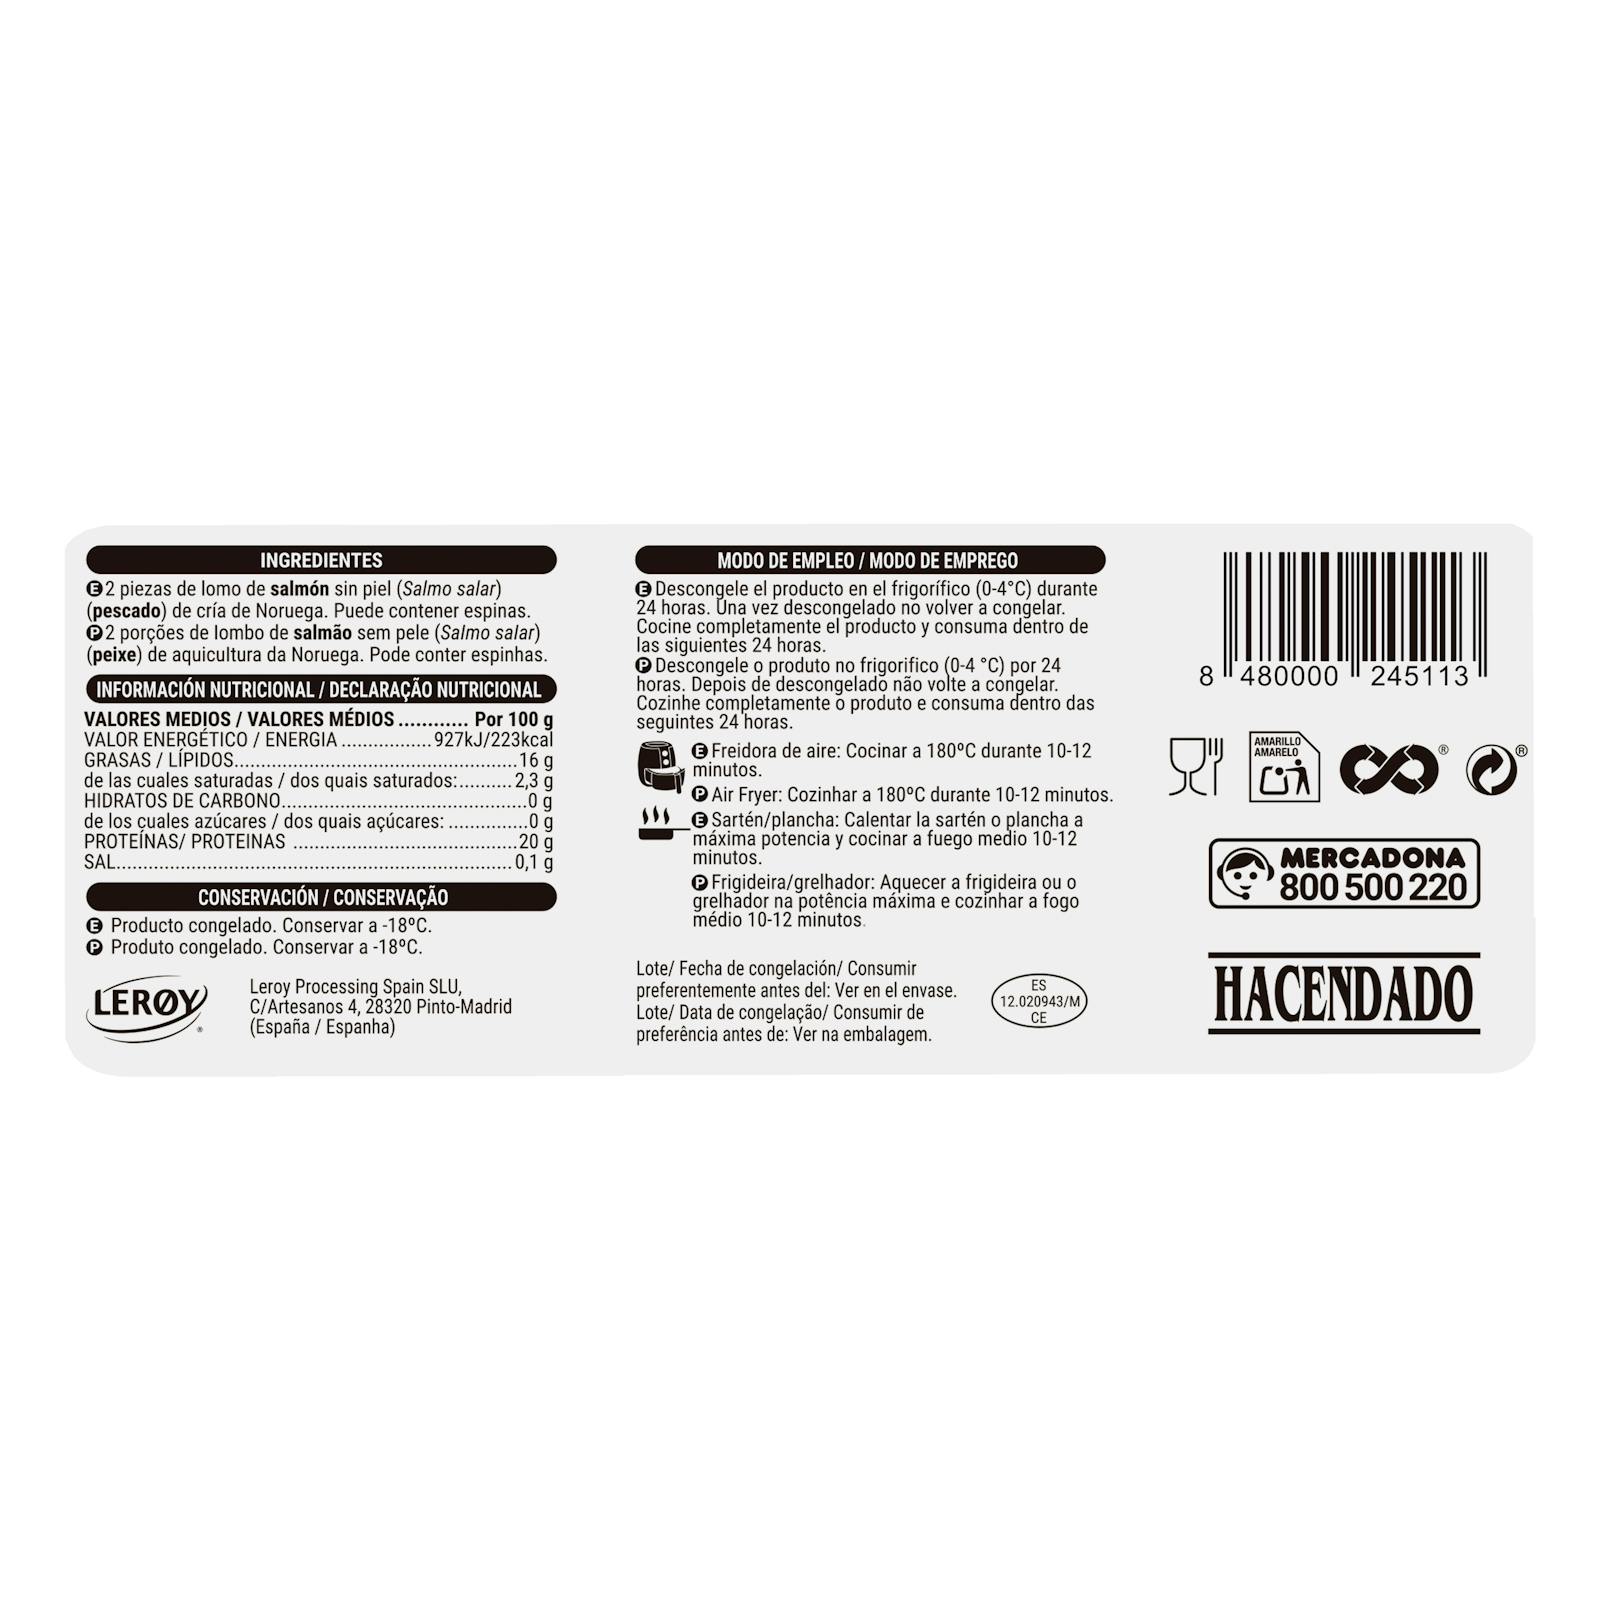 INGREDIENTES
E 2 piezas de lomo de salmón sin piel (Salmo salar)
(pescado) de cría de Noruega. Puede contener espinas.
P 2 porções de lombo de salmão sem pele (Salmo salar)
(peixe) de aquicultura da Noruega. Pode conter espinhas.
INFORMACIÓN NUTRICIONAL / DECLARAÇÃO NUTRICIONAL
VALORES MEDIOS / VALORES MÉDIOS ............ Por 100 g
VALOR ENERGÉTICO / ENERGIA ................. 927kJ/223kcal
GRASAS / LÍPIDOS.................................................... 16 g
de las cuales saturadas / dos quais saturados:.......... 2,3 g
HIDRATOS DE CARBONO............................................. 0 g
de los cuales azúcares / dos quais açúcares: .............. 0 g
PROTEÍNAS/ PROTEINAS ......................................... 20 g
SAL........................................................................ 0,1 g
CONSERVACIÓN / CONSERVAÇÃO
E Producto congelado. Conservar a -18ºC.
P Produto congelado. Conservar a -18ºC.
LERØY ®
Leroy Processing Spain SLU,
C/Artesanos 4, 28320 Pinto-Madrid
(España / Espanha)
MODO DE EMPLEO / MODO DE EMPREGO
E Descongele el producto en el frigorífico (0-4°C) durante
24 horas. Una vez descongelado no volver a congelar.
Cocine completamente el producto y consuma dentro de
las siguientes 24 horas.
P Descongele o produto no frigorifico (0-4 °C) por 24
horas. Depois de descongelado não volte a congelar.
Cozinhe completamente o produto e consuma dentro das
seguintes 24 horas.
E Freidora de aire: Cocinar a 180ºC durante 10-12
minutos.
P Air Fryer: Cozinhar a 180ºC durante 10-12 minutos.
E Sartén/plancha: Calentar la sartén o plancha a
máxima potencia y cocinar a fuego medio 10-12
minutos.
P Frigideira/grelhador: Aquecer a frigideira ou o
grelhador na potência máxima e cozinhar a fogo
médio 10-12 minutos.
Lote/ Fecha de congelación/ Consumir
preferentemente antes del: Ver en el envase.
Lote/ Data de congelação/ Consumir de
preferência antes de: Ver na embalagem.
ES
12.020943/M
CE
8 480000 245113
AMARILLO
AMARELO
® ®
MERCADONA
800 500 220
HACENDADO